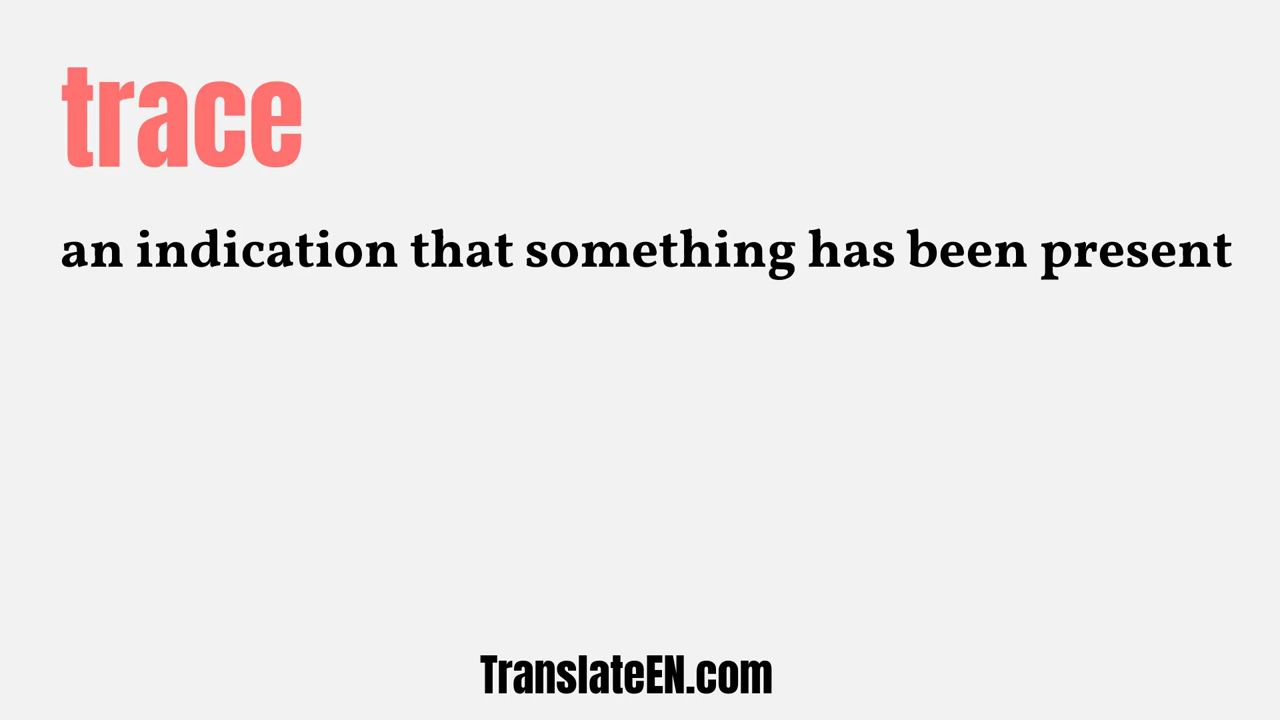 trace
an indication that something has been present
TranslateEN.com